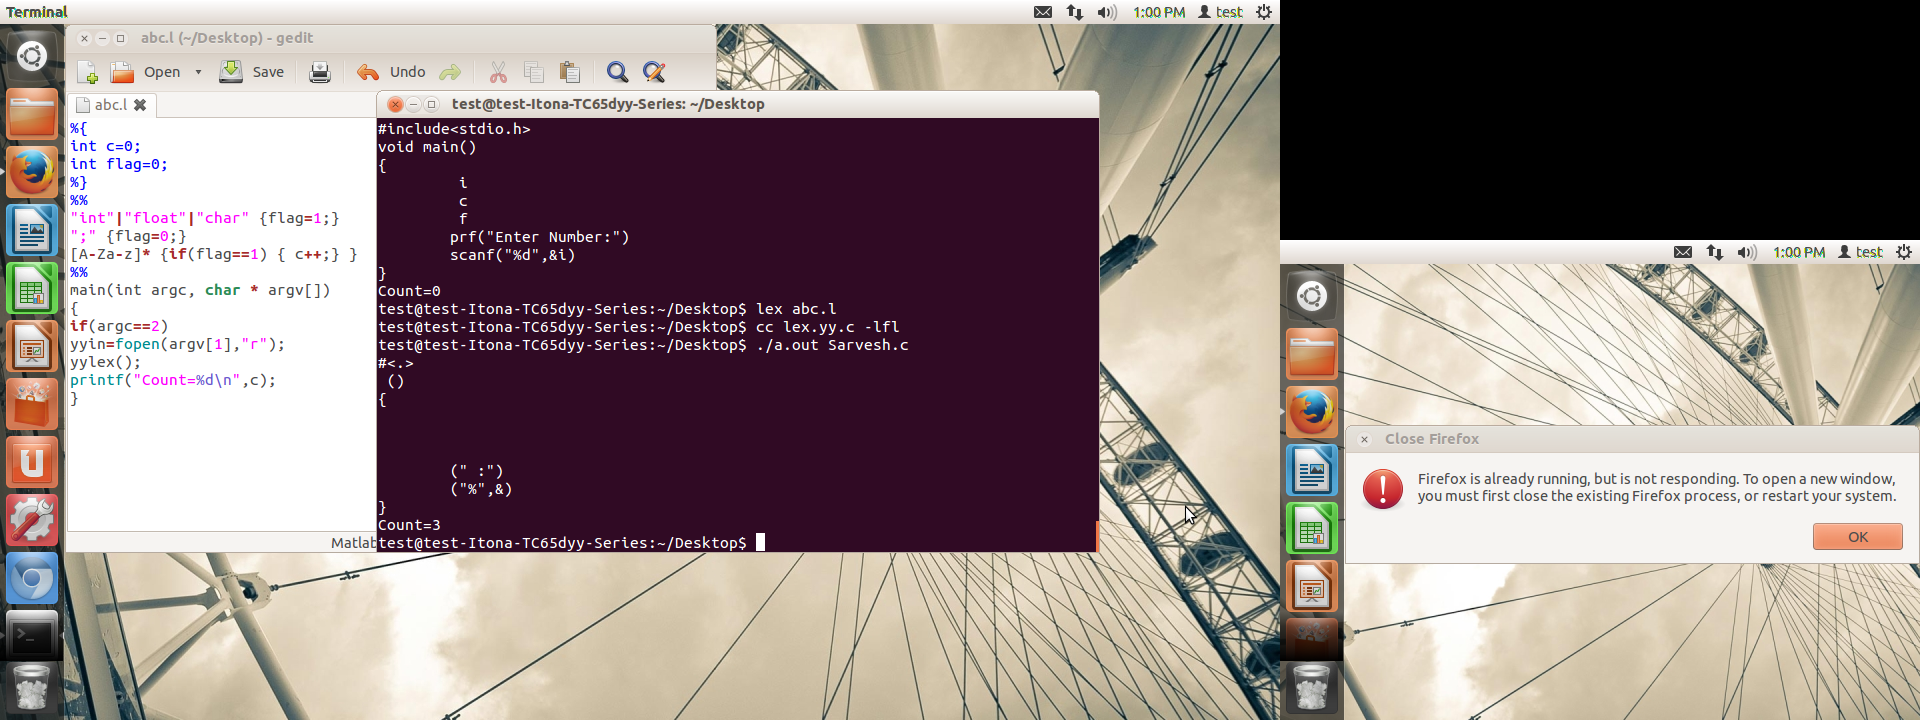 Terminal
1:00 PM test
abc.l (~/Desktop) - gedit
Open Save Undo
abc.l
%{
int c=0;
int flag=0;
%}
%%
"int"|"float"|"char" {flag=1;}
";" {flag=0;}
[A-Za-z]* {if(flag==1) { c++;} }
%%
main(int argc, char * argv[])
{
if(argc==2)
yyin=fopen(argv[1],"r");
yylex();
printf("Count=%d\n",c);
}
Matlab
test@test-Itona-TC65dyy-Series: ~/Desktop
#include<stdio.h>
void main()
{
i
c
f
prf("Enter Number:")
scanf("%d",&i)
}
Count=0
test@test-Itona-TC65dyy-Series:~/Desktop$ lex abc.l
test@test-Itona-TC65dyy-Series:~/Desktop$ cc lex.yy.c -lfl
test@test-Itona-TC65dyy-Series:~/Desktop$ ./a.out Sarvesh.c
#<.>
()
{
(" :")
("%",&)
}
Count=3
test@test-Itona-TC65dyy-Series:~/Desktop$
1:00 PM test
Close Firefox
Firefox is already running, but is not responding. To open a new window,
you must first close the existing Firefox process, or restart your system.
OK